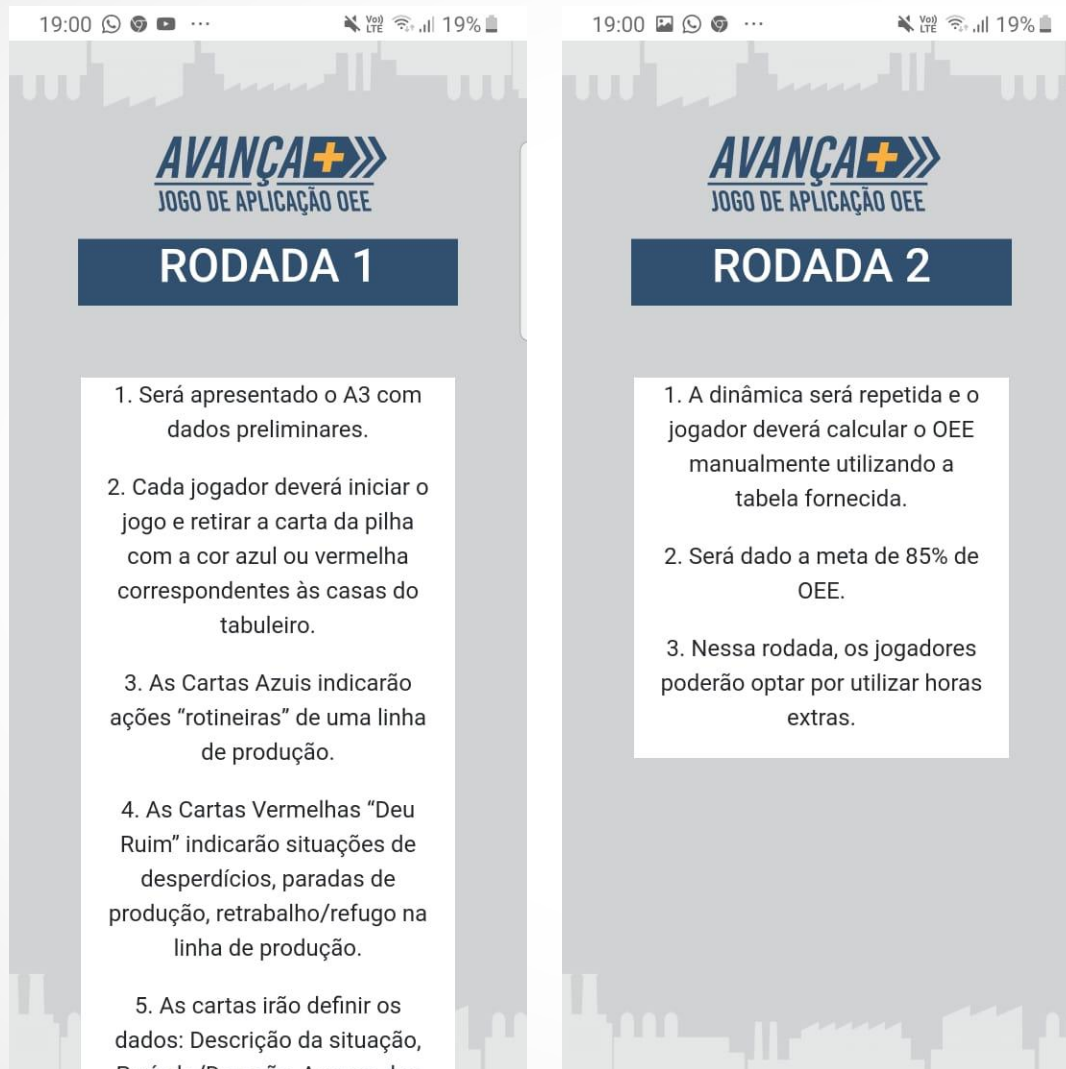 19:00
Voi) LTE
19%
AVANÇA+
JOGO DE APLICAÇÃO OEE
RODADA 1
1. Será apresentado o A3 com
dados preliminares.
2. Cada jogador deverá iniciar o
jogo e retirar a carta da pilha
com a cor azul ou vermelha
correspondentes às casas do
tabuleiro.
3. As Cartas Azuis indicarão
ações “rotineiras” de uma linha
de produção.
4. As Cartas Vermelhas “Deu
Ruim” indicarão situações de
desperdícios, paradas de
produção, retrabalho/refugo na
linha de produção.
5. As cartas irão definir os
dados: Descrição da situação,
19:00
Voi) LTE
19%
AVANÇA+
JOGO DE APLICAÇÃO OEE
RODADA 2
1. A dinâmica será repetida e o
jogador deverá calcular o OEE
manualmente utilizando a
tabela fornecida.
2. Será dado a meta de 85% de
OEE.
3. Nessa rodada, os jogadores
poderão optar por utilizar horas
extras.